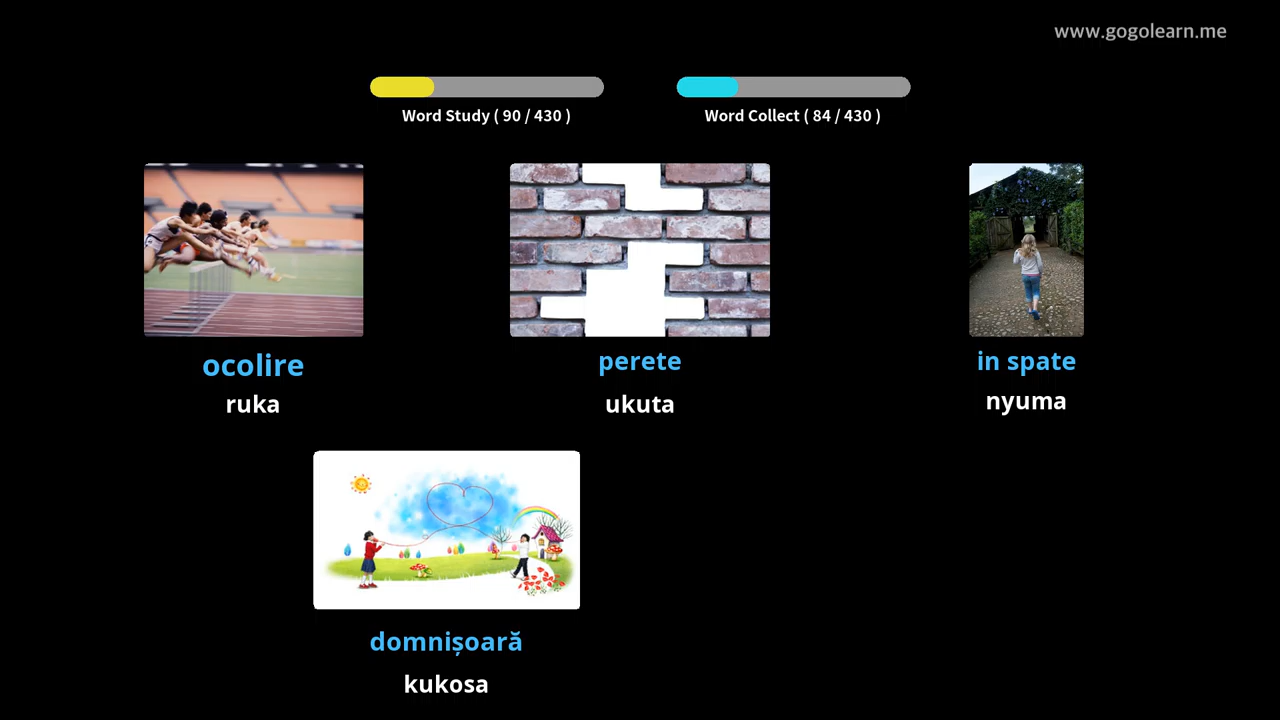 www.gogolearn.me
Word Study ( 90 / 430 )
Word Collect ( 84 / 430 )
ocolire
ruka
perete
ukuta
in spate
nyuma
domnișoară
kukosa